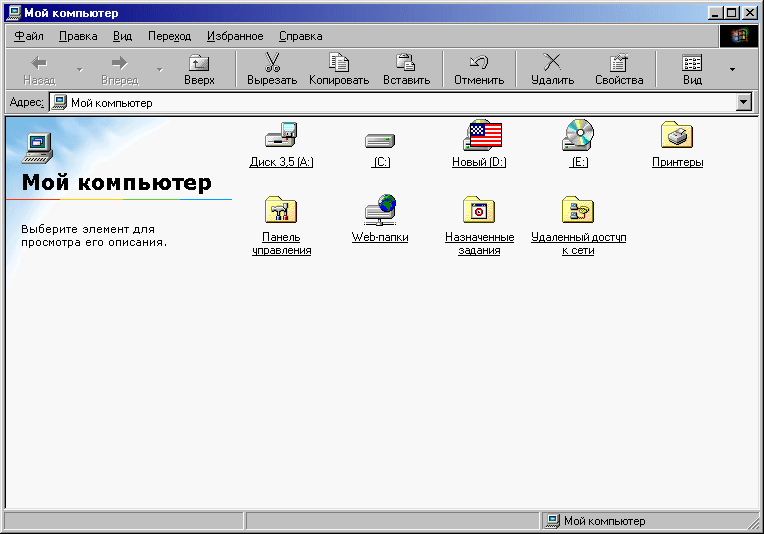 Мой компьютер
Файл Правка Вид Переход Избранное Справка
Назад Вперед Вверх Вырезать Копировать Вставить Отменить Удалить Свойства Вид
Адрес: Мой компьютер
Диск 3,5 (A:) (C:) Новый (D:) (E:) Принтеры
Мой компьютер
Выберите элемент для
просмотра его описания.
Панель
управления
Web-папки
Назначенные
задания
Удаленный доступ
к сети
Мой компьютер